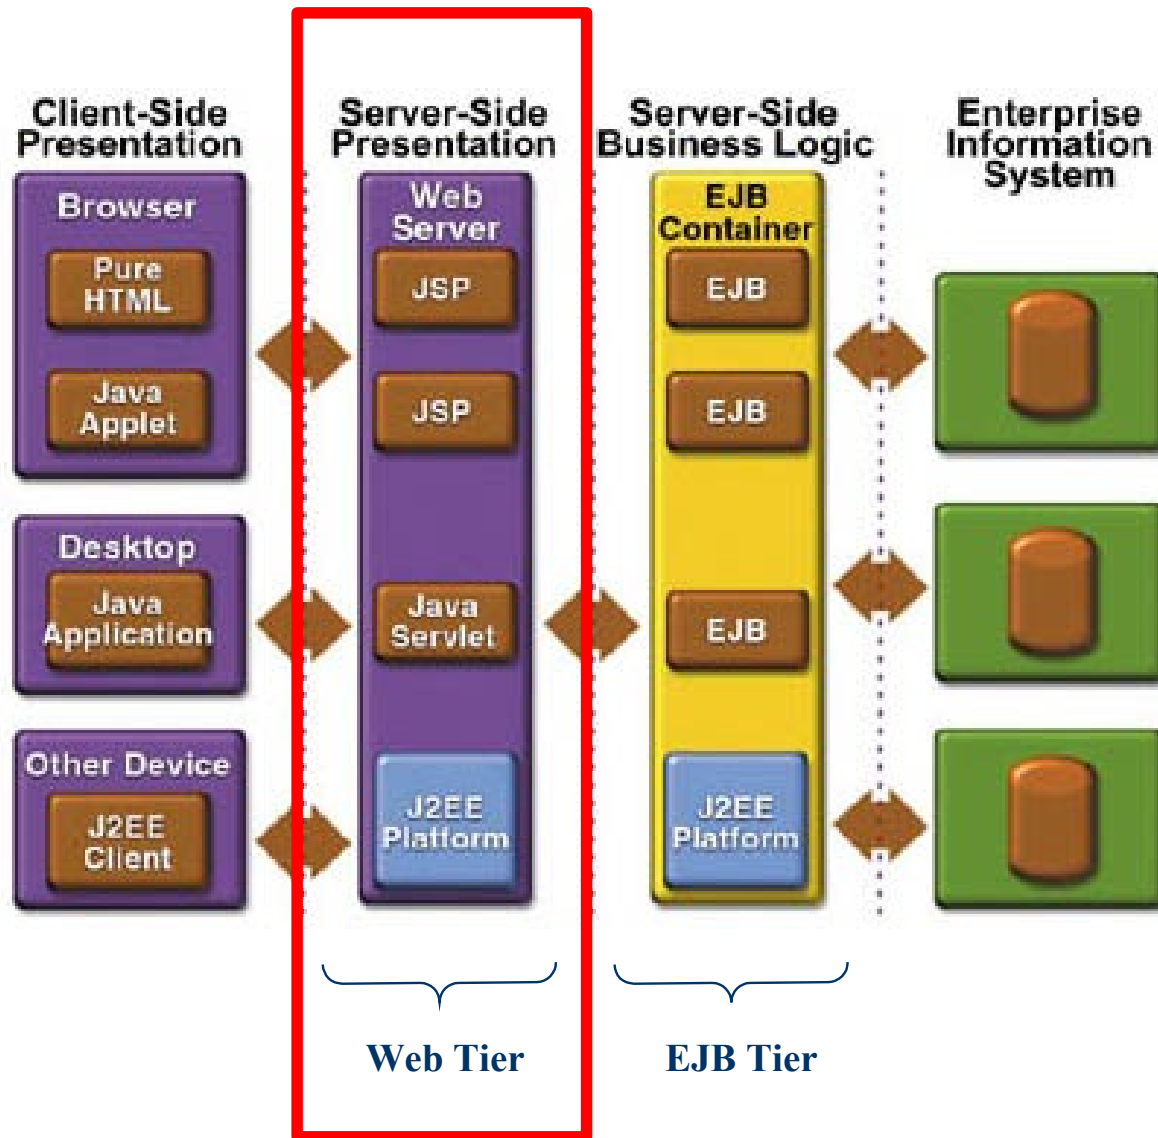 Client-Side
Presentation
Browser
Pure
HTML
Java
Applet
Desktop
Java
Application
Other Device
J2EE
Client
Server-Side
Presentation
Web
Server
JSP
JSP
Java
Servlet
J2EE
Platform
Web Tier
Server-Side
Business Logic
EJB
Container
EJB
EJB
EJB
J2EE
Platform
EJB Tier
Enterprise
Information
System